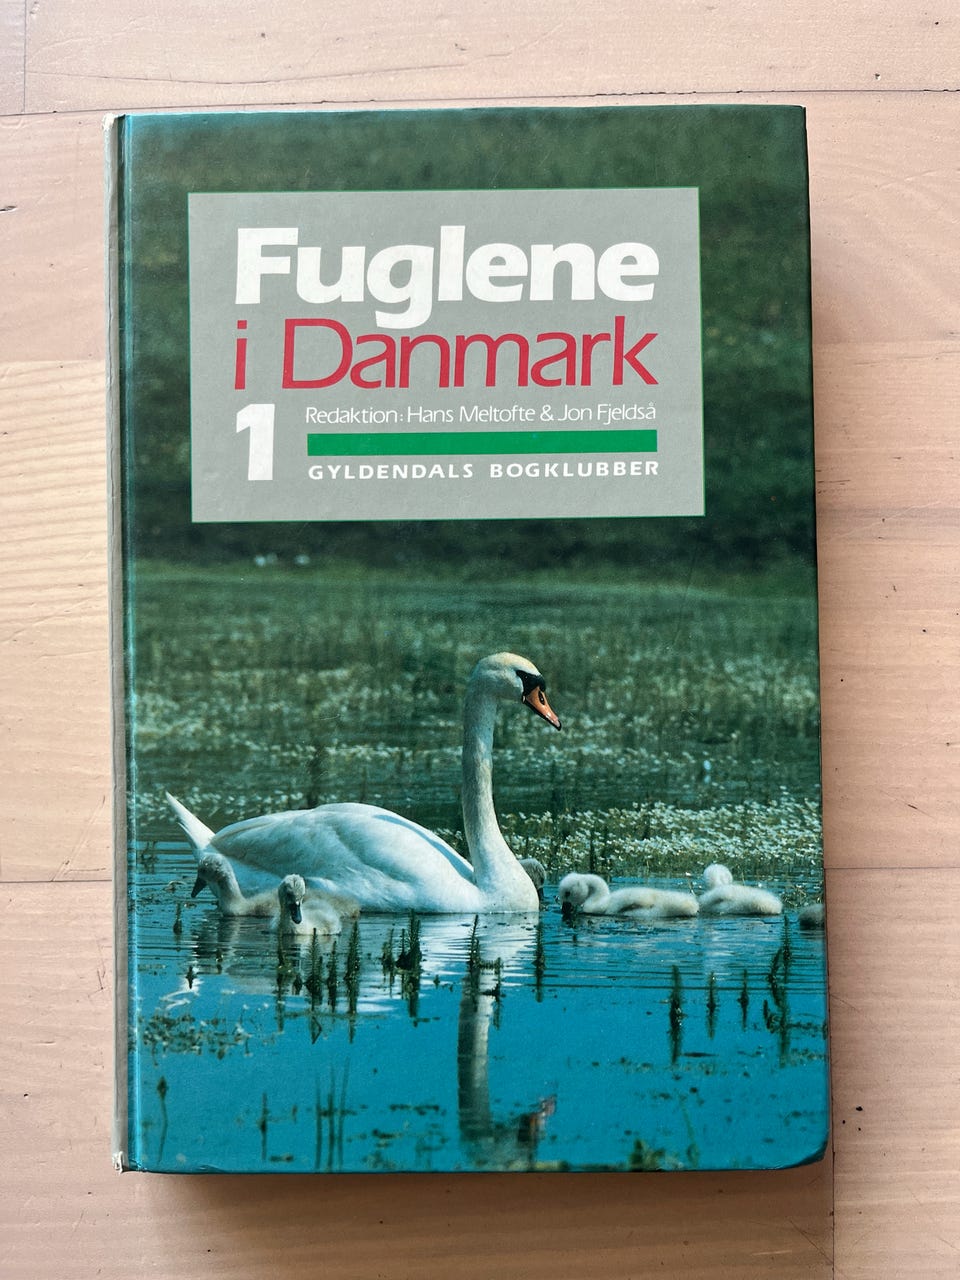 Fuglene
i Danmark
1
Redaktion: Hans Meltofte & Jon Fjeldså
GYLDENDALS BOGKLUBBER